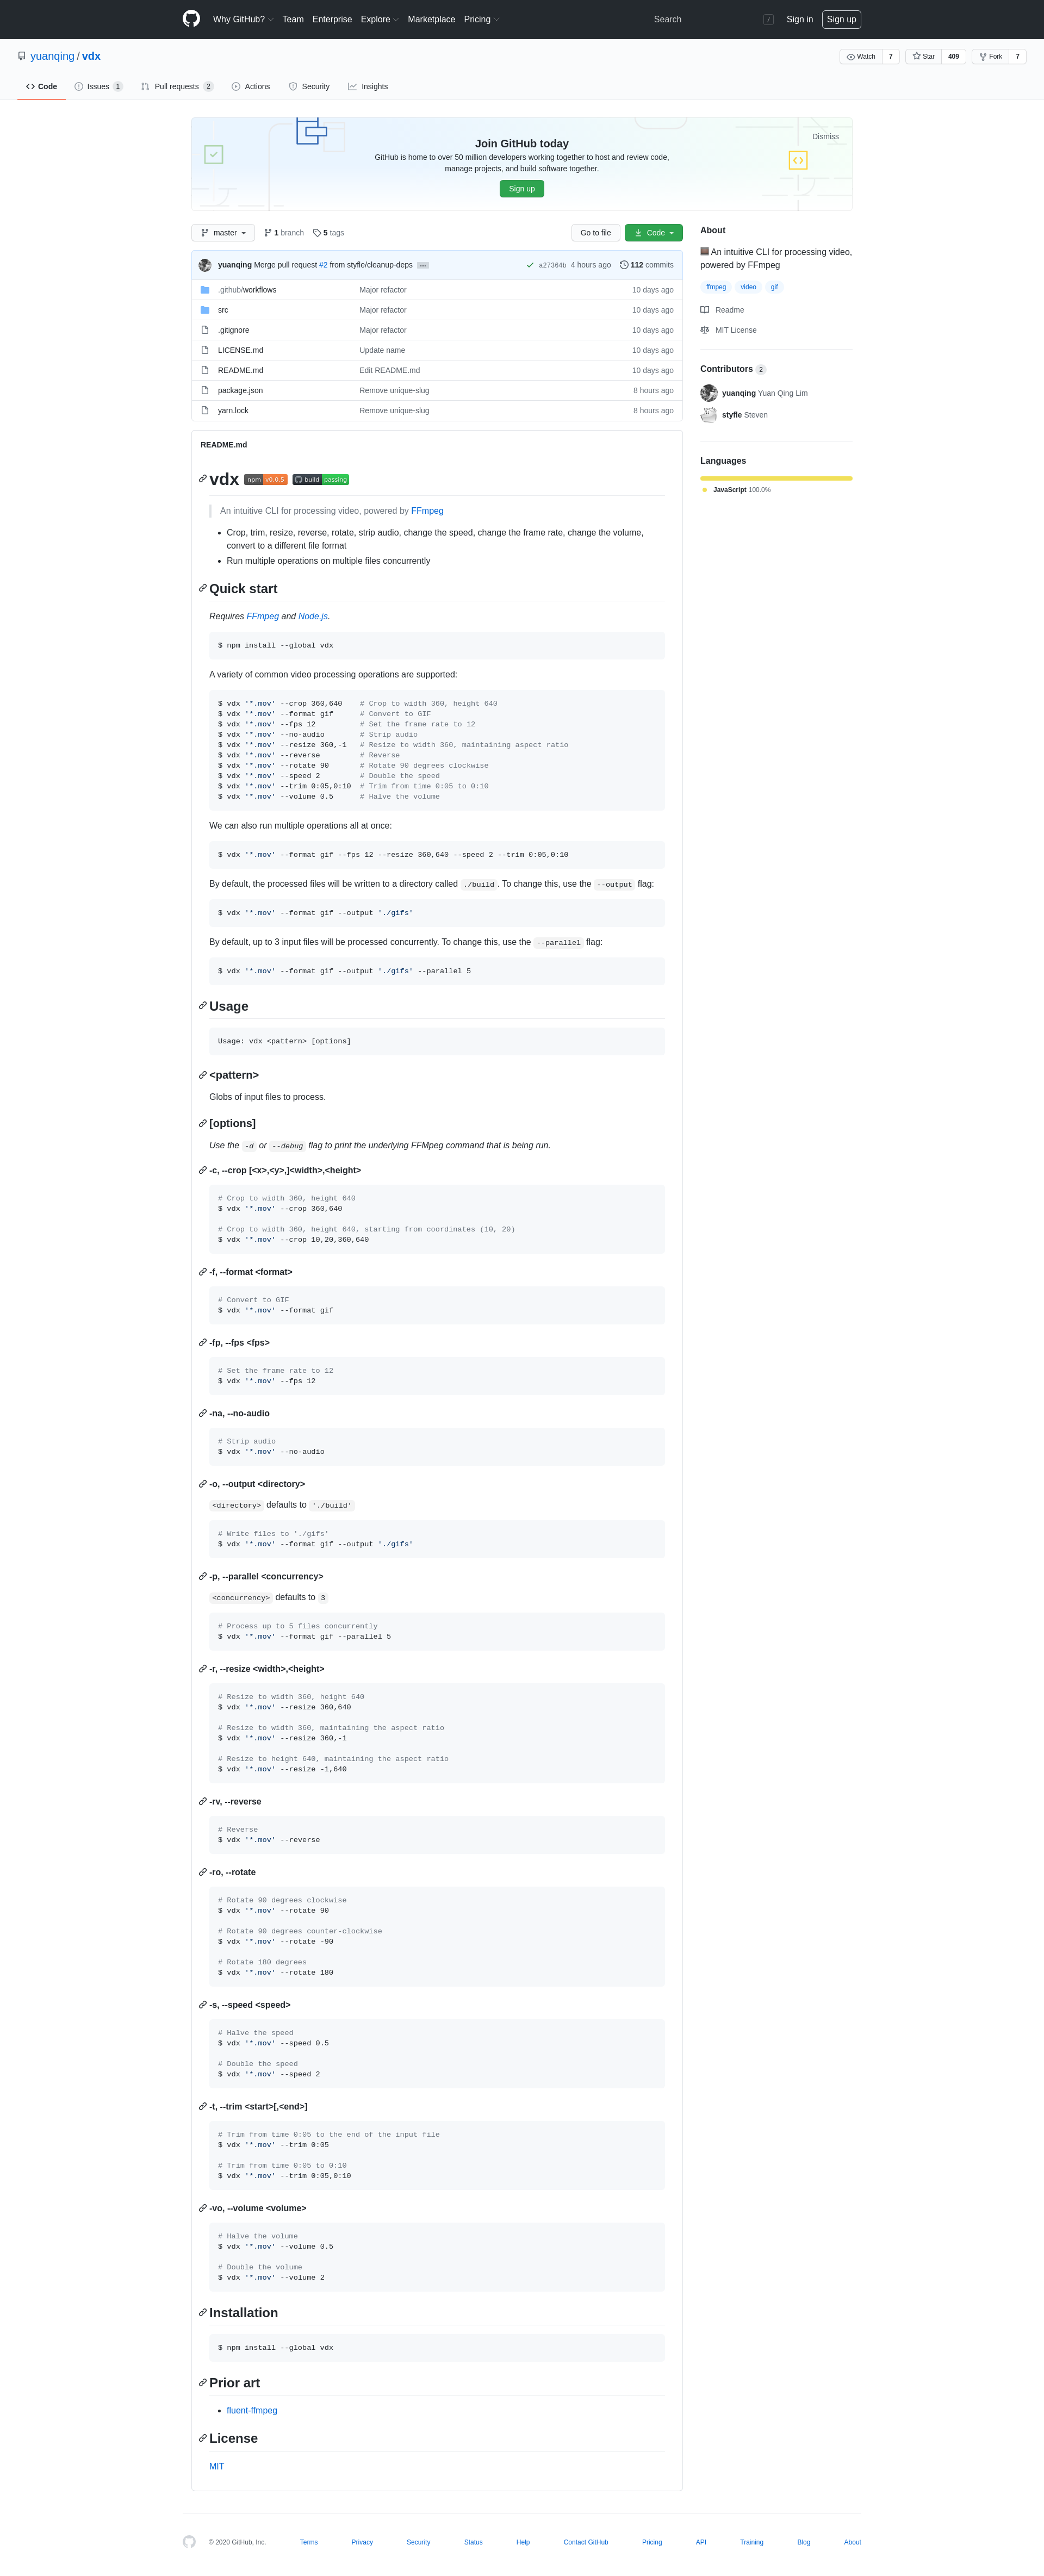 Why GitHub? Team Enterprise Explore Marketplace Pricing Search / Sign in Sign up
yuanqing / vdx Watch 7 Star 409 Fork 7
Code Issues 1 Pull requests 2 Actions Security Insights
Dismiss
Join GitHub today
GitHub is home to over 50 million developers working together to host and review code,
manage projects, and build software together.
Sign up
master 1 branch 5 tags Go to file Code
yuanqing Merge pull request #2 from styfle/cleanup-deps … a27364b 4 hours ago 112 commits
.github/workflows Major refactor 10 days ago
src Major refactor 10 days ago
.gitignore Major refactor 10 days ago
LICENSE.md Update name 10 days ago
README.md Edit README.md 10 days ago
package.json Remove unique-slug 8 hours ago
yarn.lock Remove unique-slug 8 hours ago
About
An intuitive CLI for processing video,
powered by FFmpeg
ffmpeg video gif
Readme
MIT License
Contributors 2
yuanqing Yuan Qing Lim
styfle Steven
Languages
JavaScript 100.0%
README.md
vdx npm v0.0.5 build passing
An intuitive CLI for processing video, powered by FFmpeg
• Crop, trim, resize, reverse, rotate, strip audio, change the speed, change the frame rate, change the volume,
convert to a different file format
• Run multiple operations on multiple files concurrently
Quick start
Requires FFmpeg and Node.js.
$ npm install --global vdx
A variety of common video processing operations are supported:
$ vdx '*.mov' --crop 360,640    # Crop to width 360, height 640
$ vdx '*.mov' --format gif      # Convert to GIF
$ vdx '*.mov' --fps 12          # Set the frame rate to 12
$ vdx '*.mov' --no-audio        # Strip audio
$ vdx '*.mov' --resize 360,-1   # Resize to width 360, maintaining aspect ratio
$ vdx '*.mov' --reverse         # Reverse
$ vdx '*.mov' --rotate 90       # Rotate 90 degrees clockwise
$ vdx '*.mov' --speed 2         # Double the speed
$ vdx '*.mov' --trim 0:05,0:10  # Trim from time 0:05 to 0:10
$ vdx '*.mov' --volume 0.5      # Halve the volume
We can also run multiple operations all at once:
$ vdx '*.mov' --format gif --fps 12 --resize 360,640 --speed 2 --trim 0:05,0:10
By default, the processed files will be written to a directory called ./build. To change this, use the --output flag:
$ vdx '*.mov' --format gif --output './gifs'
By default, up to 3 input files will be processed concurrently. To change this, use the --parallel flag:
$ vdx '*.mov' --format gif --output './gifs' --parallel 5
Usage
Usage: vdx <pattern> [options]
<pattern>
Globs of input files to process.
[options]
Use the -d or --debug flag to print the underlying FFMpeg command that is being run.
-c, --crop [<x>,<y>,]<width>,<height>
# Crop to width 360, height 640
$ vdx '*.mov' --crop 360,640
# Crop to width 360, height 640, starting from coordinates (10, 20)
$ vdx '*.mov' --crop 10,20,360,640
-f, --format <format>
# Convert to GIF
$ vdx '*.mov' --format gif
-fp, --fps <fps>
# Set the frame rate to 12
$ vdx '*.mov' --fps 12
-na, --no-audio
# Strip audio
$ vdx '*.mov' --no-audio
-o, --output <directory>
<directory> defaults to './build'
# Write files to './gifs'
$ vdx '*.mov' --format gif --output './gifs'
-p, --parallel <concurrency>
<concurrency> defaults to 3
# Process up to 5 files concurrently
$ vdx '*.mov' --format gif --parallel 5
-r, --resize <width>,<height>
# Resize to width 360, height 640
$ vdx '*.mov' --resize 360,640
# Resize to width 360, maintaining the aspect ratio
$ vdx '*.mov' --resize 360,-1
# Resize to height 640, maintaining the aspect ratio
$ vdx '*.mov' --resize -1,640
-rv, --reverse
# Reverse
$ vdx '*.mov' --reverse
-ro, --rotate
# Rotate 90 degrees clockwise
$ vdx '*.mov' --rotate 90
# Rotate 90 degrees counter-clockwise
$ vdx '*.mov' --rotate -90
# Rotate 180 degrees
$ vdx '*.mov' --rotate 180
-s, --speed <speed>
# Halve the speed
$ vdx '*.mov' --speed 0.5
# Double the speed
$ vdx '*.mov' --speed 2
-t, --trim <start>[,<end>]
# Trim from time 0:05 to the end of the input file
$ vdx '*.mov' --trim 0:05
# Trim from time 0:05 to 0:10
$ vdx '*.mov' --trim 0:05,0:10
-vo, --volume <volume>
# Halve the volume
$ vdx '*.mov' --volume 0.5
# Double the volume
$ vdx '*.mov' --volume 2
Installation
$ npm install --global vdx
Prior art
• fluent-ffmpeg
License
MIT
© 2020 GitHub, Inc. Terms Privacy Security Status Help Contact GitHub Pricing API Training Blog About